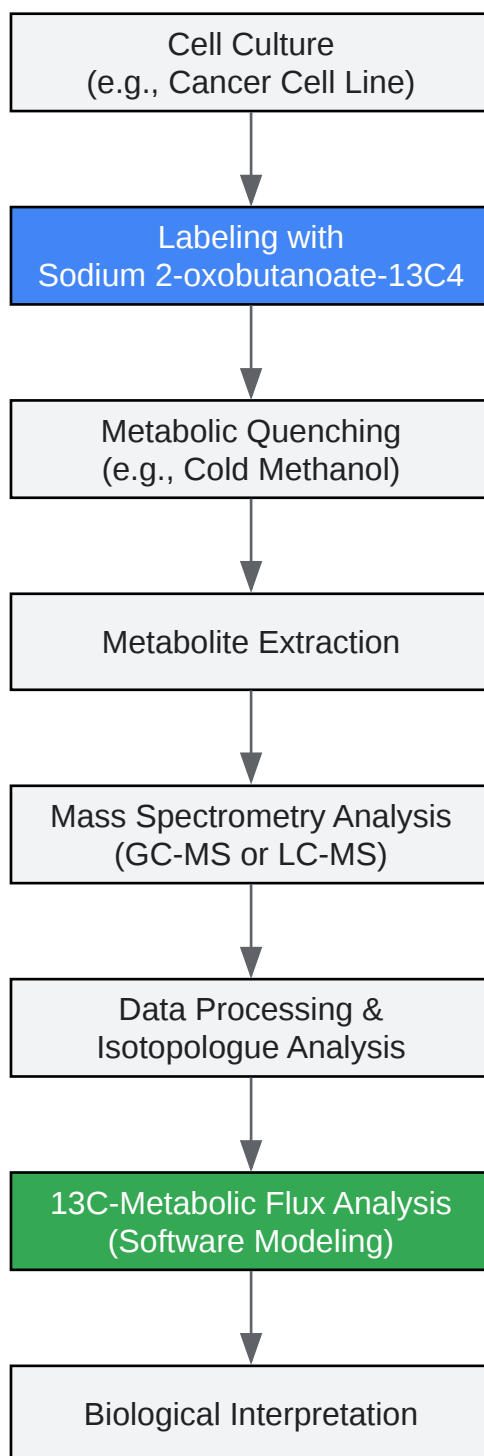 Cell Culture
(e.g., Cancer Cell Line)
Labeling with
Sodium 2-oxobutanoate-13C4
Metabolic Quenching
(e.g., Cold Methanol)
Metabolite Extraction
Mass Spectrometry Analysis
(GC-MS or LC-MS)
Data Processing &
Isotopologue Analysis
13C-Metabolic Flux Analysis
(Software Modeling)
Biological Interpretation